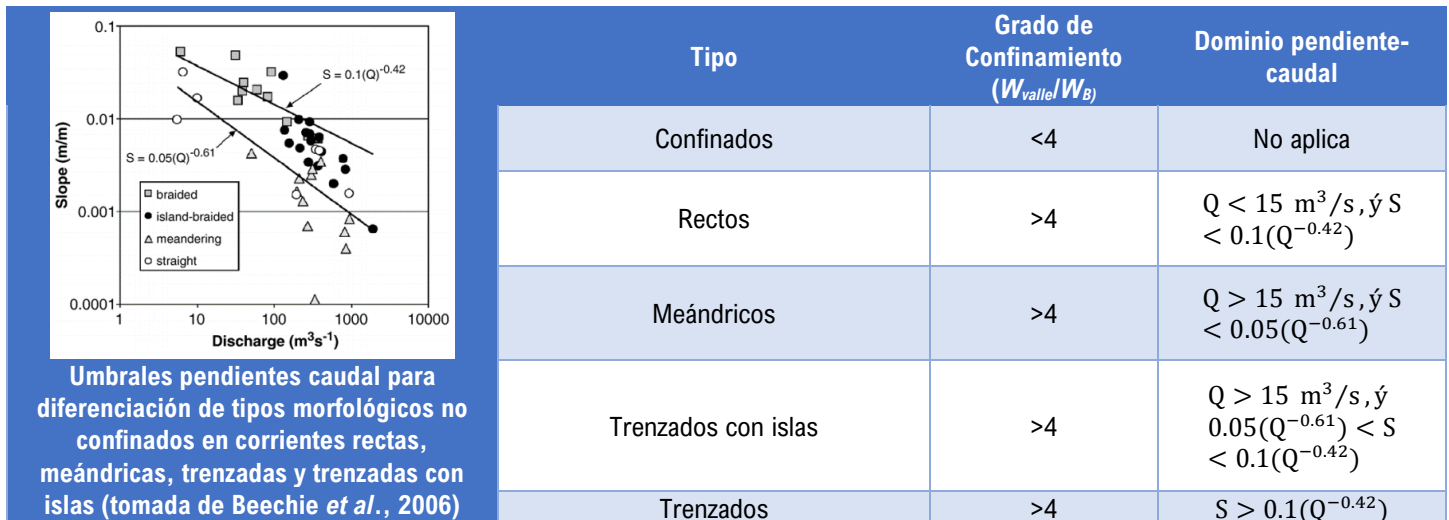 0.1
0.01
0.001
0.0001
1
10
100
1000
10000
Slope (m/m)
Discharge (m³s⁻¹)
S = 0.1(Q)^-0.42
S = 0.05(Q)^-0.61
braided
island-braided
meandering
straight
Umbrales pendientes caudal para
diferenciación de tipos morfológicos no
confinados en corrientes rectas,
meándricas, trenzadas y trenzadas con
islas (tomada de Beechie et al., 2006)
Tipo
Grado de
Confinamiento
(W_valle/W_B)
Dominio pendiente-
caudal
Confinados
<4
No aplica
Rectos
>4
Q < 15 m³/s, ý S
< 0.1(Q^−0.42)
Meándricos
>4
Q > 15 m³/s, ý S
< 0.05(Q^−0.61)
Trenzados con islas
>4
Q > 15 m³/s, ý
0.05(Q^−0.61) < S
< 0.1(Q^−0.42)
Trenzados
>4
S > 0.1(Q^−0.42)